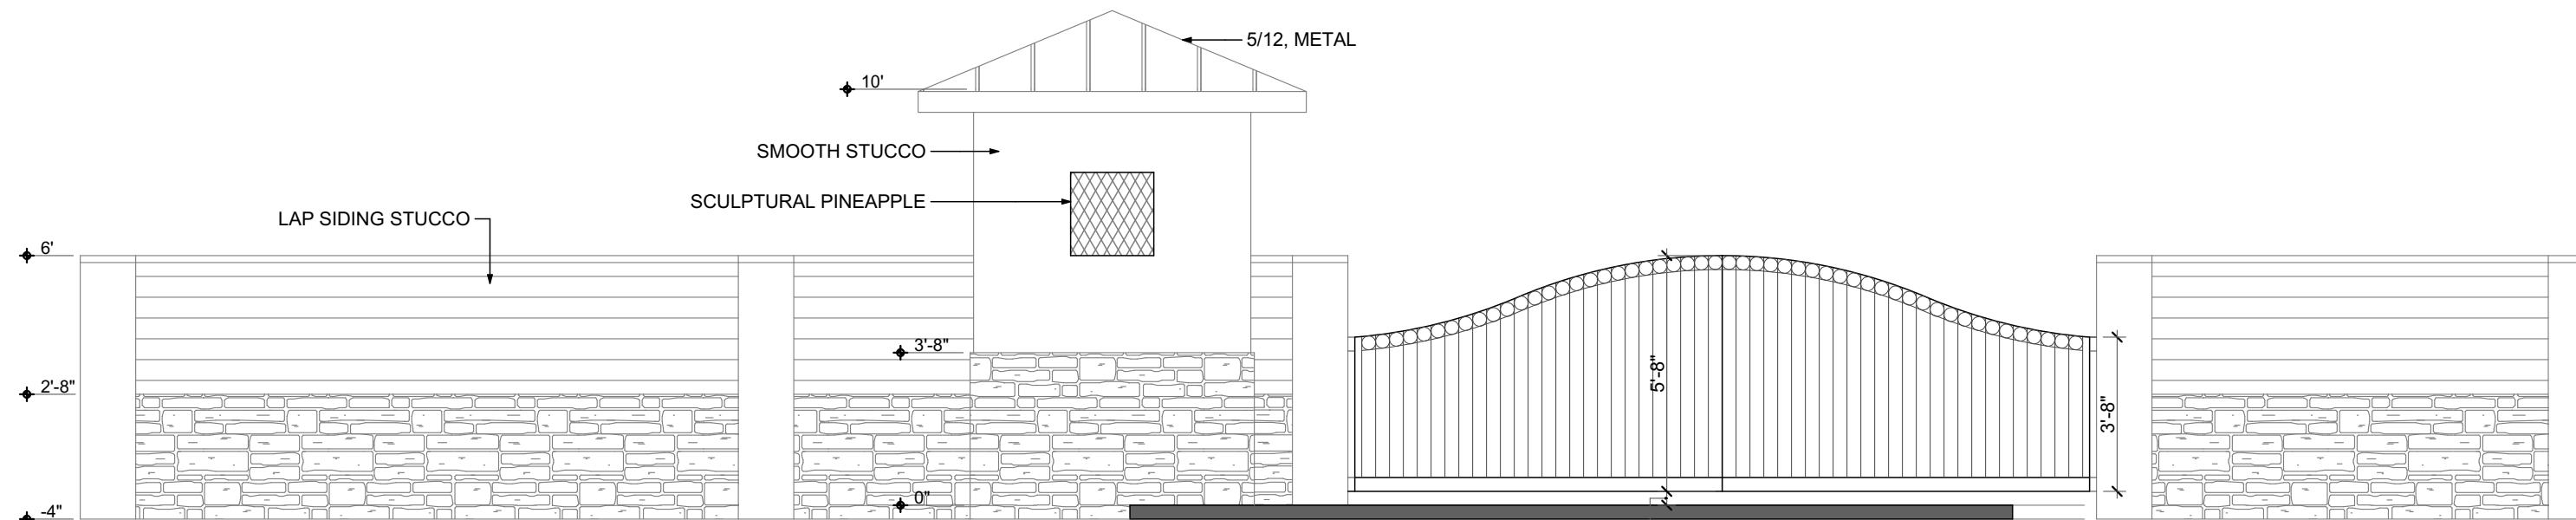 5/12, METAL
10'
SMOOTH STUCCO
SCULPTURAL PINEAPPLE
LAP SIDING STUCCO
6'
3'-8"
5'-8"
2'-8"
3'-8"
0"
-4"